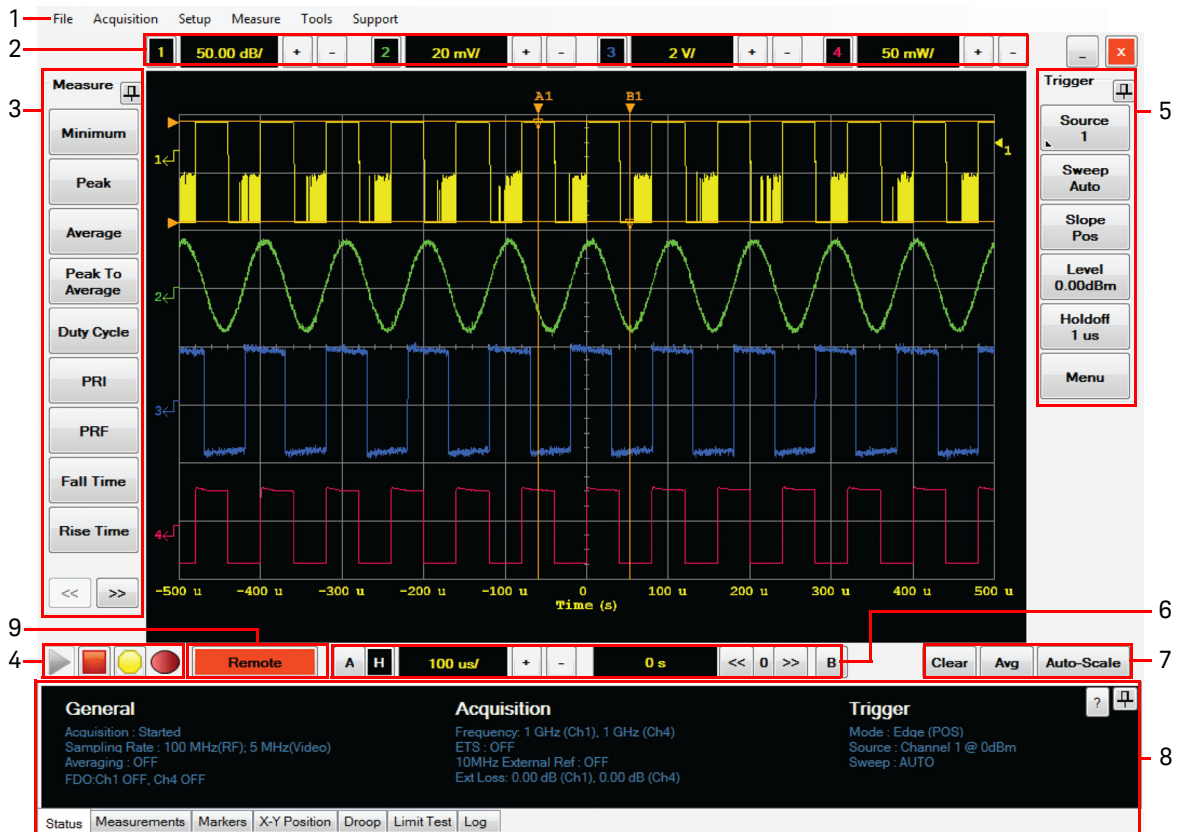 1 File Acquisition Setup Measure Tools Support
2 1 50.00 dB/ + - 2 20 mV/ + - 3 2 V/ + - 4 50 mW/ + - _ X
3
Measure
Minimum
Peak
Average
Peak To
Average
Duty Cycle
PRI
PRF
Fall Time
Rise Time
<< >>
A1 B1
1
1
2
3
4
-500 u -400 u -300 u -200 u -100 u 0 100 u 200 u 300 u 400 u 500 u
Time (s)
5
Trigger
Source
1
Sweep
Auto
Slope
Pos
Level
0.00dBm
Holdoff
1 us
Menu
6
9
4 Remote A H 100 us/ + - 0 s << 0 >> B Clear Avg Auto-Scale 7
8
?
General
Acquisition : Started
Sampling Rate : 100 MHz(RF); 5 MHz(Video)
Averaging : OFF
FDO:Ch1 OFF, Ch4 OFF
Acquisition
Frequency: 1 GHz (Ch1), 1 GHz (Ch4)
ETS : OFF
10MHz External Ref : OFF
Ext Loss: 0.00 dB (Ch1), 0.00 dB (Ch4)
Trigger
Mode : Edge (POS)
Source : Channel 1 @ 0dBm
Sweep : AUTO
Status Measurements Markers X-Y Position Droop Limit Test Log